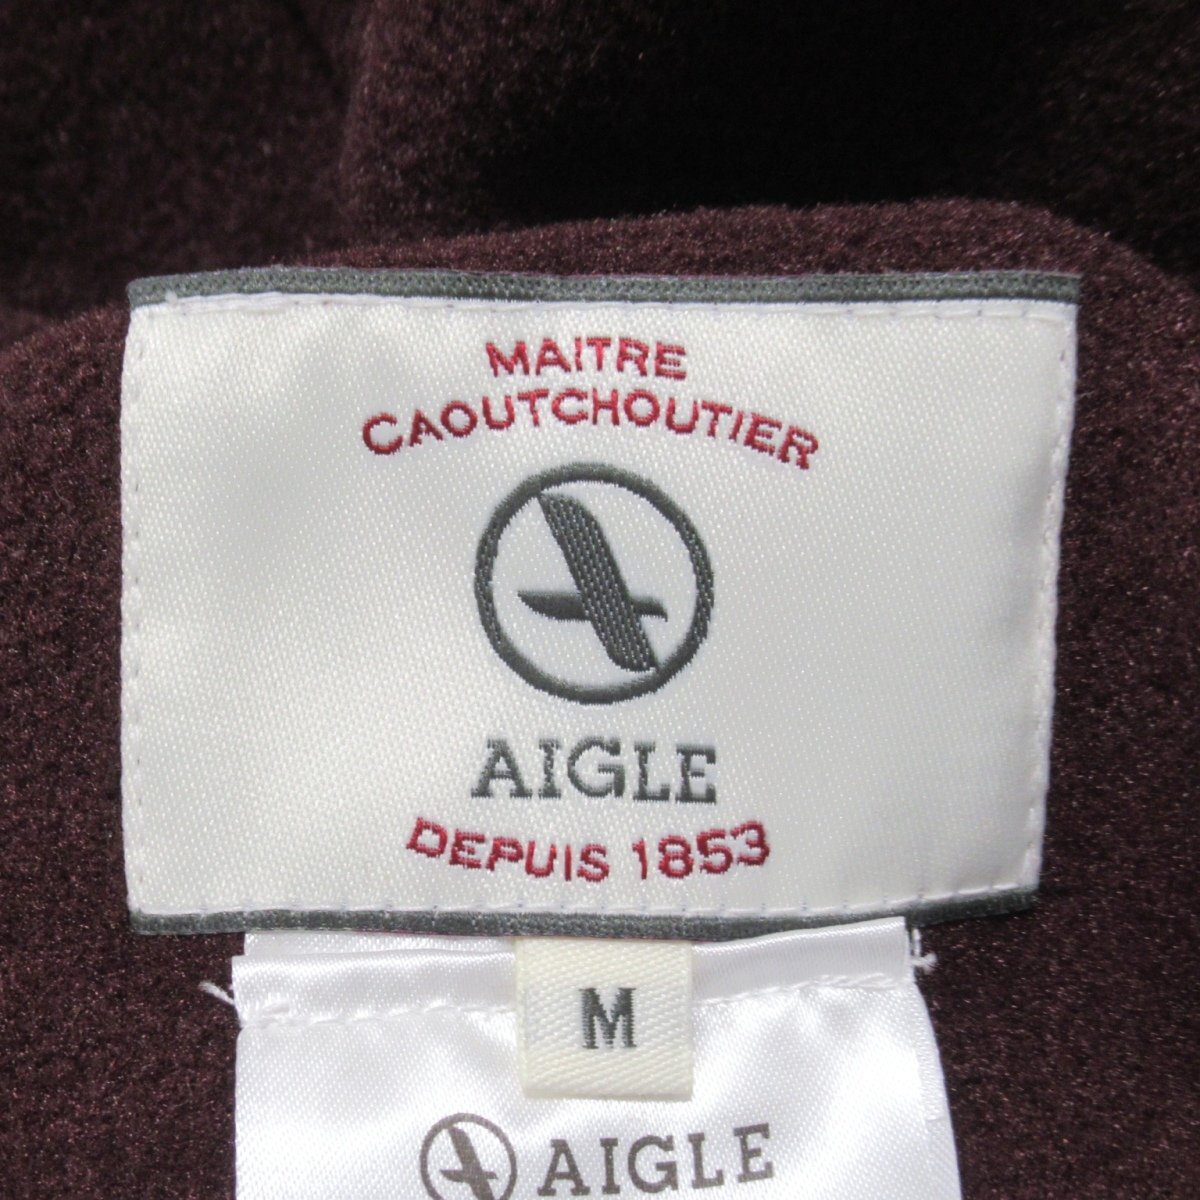 MAITRE
CAOUTCHOUTIER
AIGLE
DEPUIS 1853
M
AIGLE